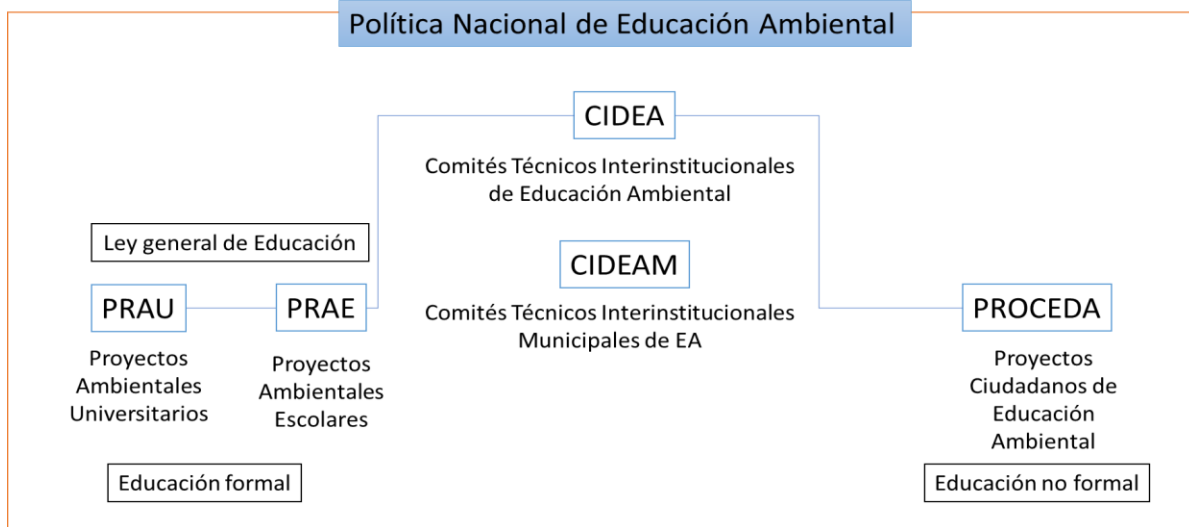 Política Nacional de Educación Ambiental
CIDEA
Comités Técnicos Interinstitucionales
de Educación Ambiental
Ley general de Educación
CIDEAM
Comités Técnicos Interinstitucionales
Municipales de EA
PRAU
Proyectos
Ambientales
Universitarios
PRAE
Proyectos
Ambientales
Escolares
PROCEDA
Proyectos
Ciudadanos de
Educación
Ambiental
Educación formal
Educación no formal